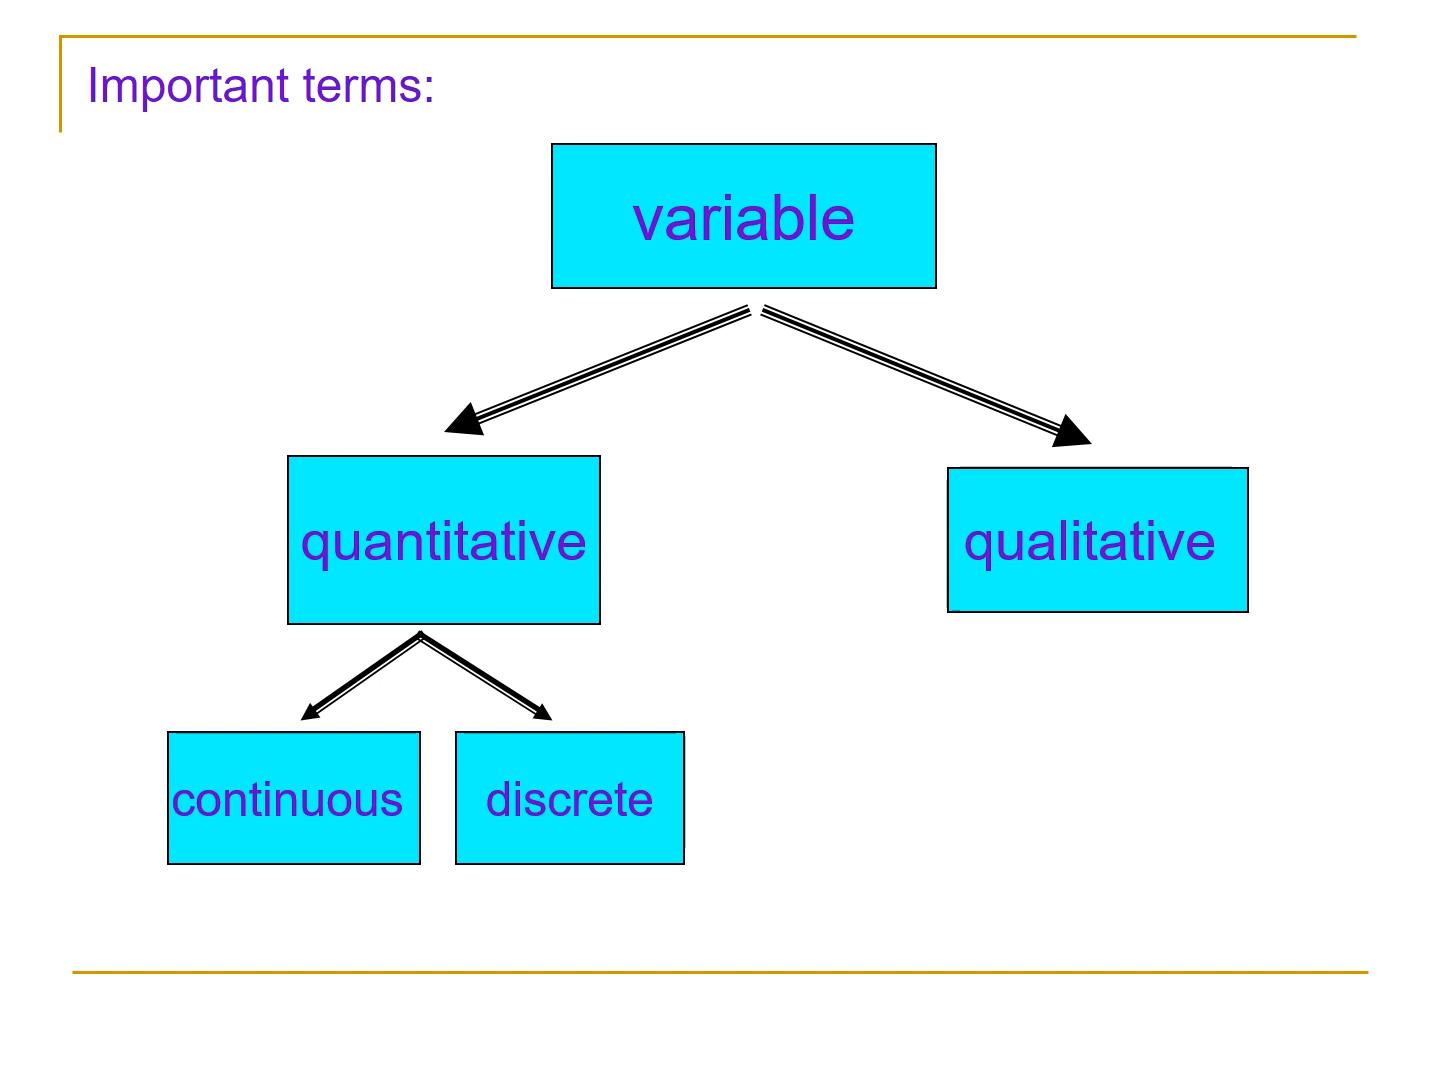 Important terms:
variable
quantitative
qualitative
continuous
discrete